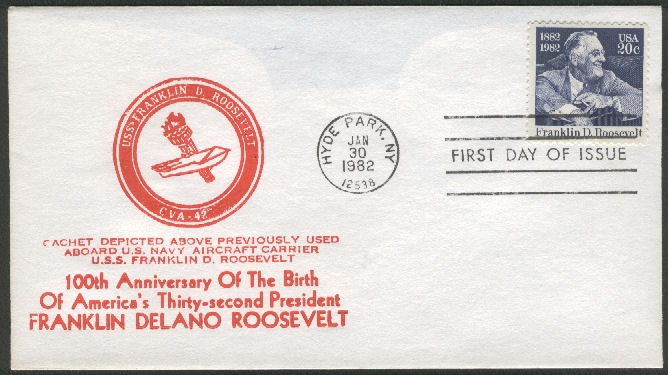 1882
1982
USA
20c
Franklin D. Roosevelt
USS FRANKLIN D. ROOSEVELT
CVA-42
HYDE PARK, NY
JAN
30
1982
12538
FIRST DAY OF ISSUE
CACHET DEPICTED ABOVE PREVIOUSLY USED
ABOARD U.S. NAVY AIRCRAFT CARRIER
U.S.S. FRANKLIN D. ROOSEVELT
100th Anniversary Of The Birth
Of America's Thirty-second President
FRANKLIN DELANO ROOSEVELT